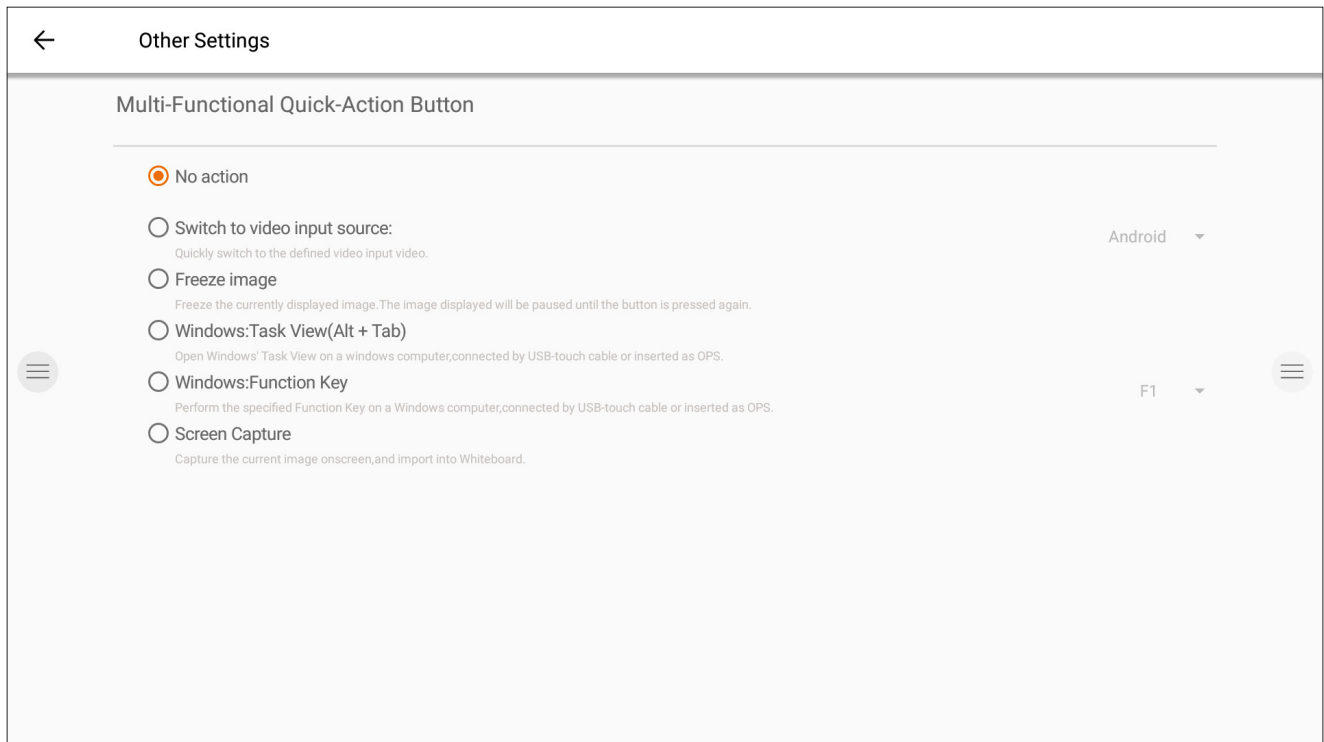 Other Settings
Multi-Functional Quick-Action Button
No action
Switch to video input source:
Android
Quickly switch to the defined video input video.
Freeze image
Freeze the currently displayed image.The image displayed will be paused until the button is pressed again.
Windows:Task View(Alt + Tab)
Open Windows' Task View on a windows computer,connected by USB-touch cable or inserted as OPS.
Windows:Function Key
F1
Perform the specified Function Key on a Windows computer,connected by USB-touch cable or inserted as OPS.
Screen Capture
Capture the current image onscreen,and import into Whiteboard.